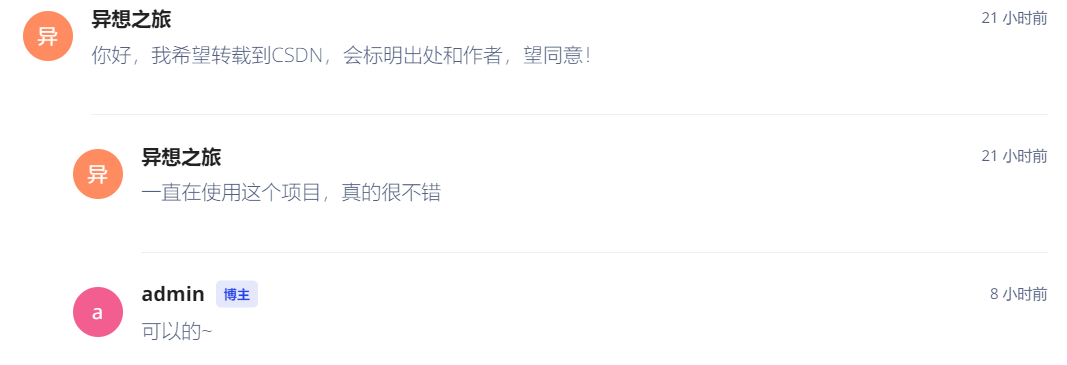 异
异想之旅
21 小时前
你好，我希望转载到CSDN，会标明出处和作者，望同意！
异
异想之旅
21 小时前
一直在使用这个项目，真的很不错
a
admin 博主
8 小时前
可以的~